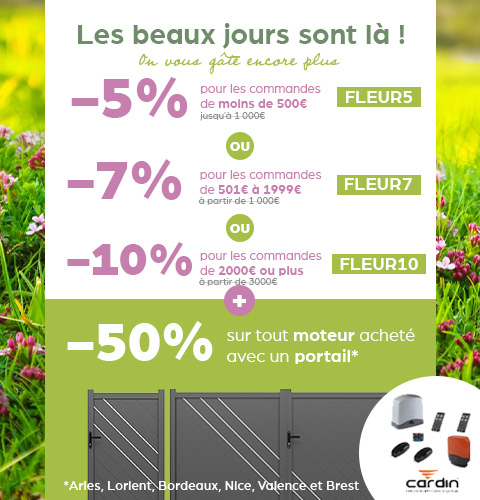 Les beaux jours sont là !
On vous gâte encore plus
-5%
pour les commandes
de moins de 500€
jusqu'à 1 000€
FLEUR5
OU
-7%
pour les commandes
de 501€ à 1999€
à partir de 1 000€
FLEUR7
OU
-10%
pour les commandes
de 2000€ ou plus
à partir de 3000€
FLEUR10
+
-50%
sur tout moteur acheté
avec un portail*
cardin
*Arles, Lorient, Bordeaux, Nice, Valence et Brest